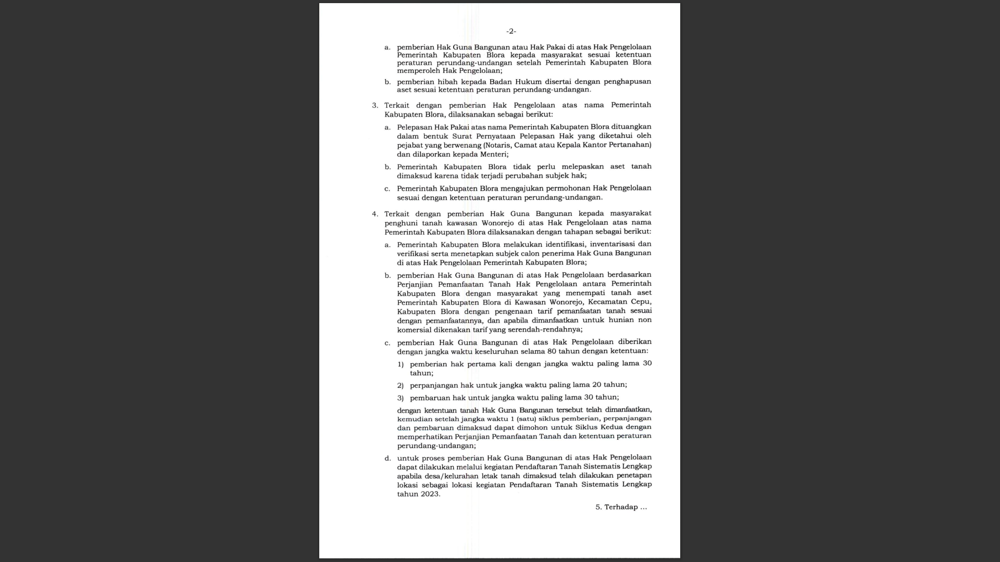 -2-
a. pemberian Hak Guna Bangunan atau Hak Pakai di atas Hak Pengelolaan
Pemerintah Kabupaten Blora kepada masyarakat sesuai ketentuan
peraturan perundang-undangan setelah Pemerintah Kabupaten Blora
memperoleh Hak Pengelolaan;
b. pemberian hibah kepada Badan Hukum disertai dengan penghapusan
aset sesuai ketentuan peraturan perundang-undangan.
3. Terkait dengan pemberian Hak Pengelolaan atas nama Pemerintah
Kabupaten Blora, dilaksanakan sebagai berikut:
a. Pelepasan Hak Pakai atas nama Pemerintah Kabupaten Blora dituangkan
dalam bentuk Surat Pernyataan Pelepasan Hak yang diketahui oleh
pejabat yang berwenang (Notaris, Camat atau Kepala Kantor Pertanahan)
dan dilaporkan kepada Menteri;
b. Pemerintah Kabupaten Blora tidak perlu melepaskan aset tanah
dimaksud karena tidak terjadi perubahan subjek hak;
c. Pemerintah Kabupaten Blora mengajukan permohonan Hak Pengelolaan
sesuai dengan ketentuan peraturan perundang-undangan.
4. Terkait dengan pemberian Hak Guna Bangunan kepada masyarakat
penghuni tanah kawasan Wonorejo di atas Hak Pengelolaan atas nama
Pemerintah Kabupaten Blora dilaksanakan dengan tahapan sebagai berikut:
a. Pemerintah Kabupaten Blora melakukan identifikasi, inventarisasi dan
verifikasi serta menetapkan subjek calon penerima Hak Guna Bangunan
di atas Hak Pengelolaan Pemerintah Kabupaten Blora;
b. pemberian Hak Guna Bangunan di atas Hak Pengelolaan berdasarkan
Perjanjian Pemanfaatan Tanah Hak Pengelolaan antara Pemerintah
Kabupaten Blora dengan masyarakat yang menempati tanah aset
Pemerintah Kabupaten Blora di Kawasan Wonorejo, Kecamatan Cepu,
Kabupaten Blora dengan pengenaan tarif pemanfaatan tanah sesuai
dengan pemanfaatannya, dan apabila dimanfaatkan untuk hunian non
komersial dikenakan tarif yang serendah-rendahnya;
c. pemberian Hak Guna Bangunan di atas Hak Pengelolaan diberikan
dengan jangka waktu keseluruhan selama 80 tahun dengan ketentuan:
1) pemberian hak pertama kali dengan jangka waktu paling lama 30
tahun;
2) perpanjangan hak untuk jangka waktu paling lama 20 tahun;
3) pembaruan hak untuk jangka waktu paling lama 30 tahun;
dengan ketentuan tanah Hak Guna Bangunan tersebut telah dimanfaatkan,
kemudian setelah jangka waktu 1 (satu) siklus pemberian, perpanjangan
dan pembaruan dimaksud dapat dimohon untuk Siklus Kedua dengan
memperhatikan Perjanjian Pemanfaatan Tanah dan ketentuan peraturan
perundang-undangan;
d. untuk proses pemberian Hak Guna Bangunan di atas Hak Pengelolaan
dapat dilakukan melalui kegiatan Pendaftaran Tanah Sistematis Lengkap
apabila desa/kelurahan letak tanah dimaksud telah dilakukan penetapan
lokasi sebagai lokasi kegiatan Pendaftaran Tanah Sistematis Lengkap
tahun 2023.
5. Terhadap ...